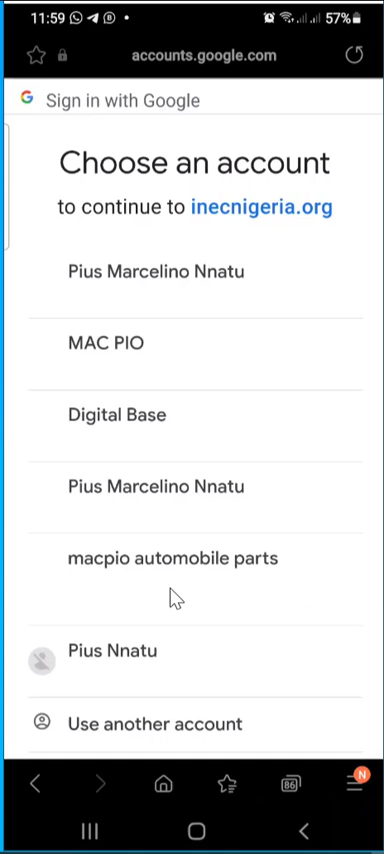 11:59 57%
accounts.google.com
G Sign in with Google
Choose an account
to continue to inecnigeria.org
Pius Marcelino Nnatu
MAC PIO
Digital Base
Pius Marcelino Nnatu
macpio automobile parts
Pius Nnatu
Use another account
86 N